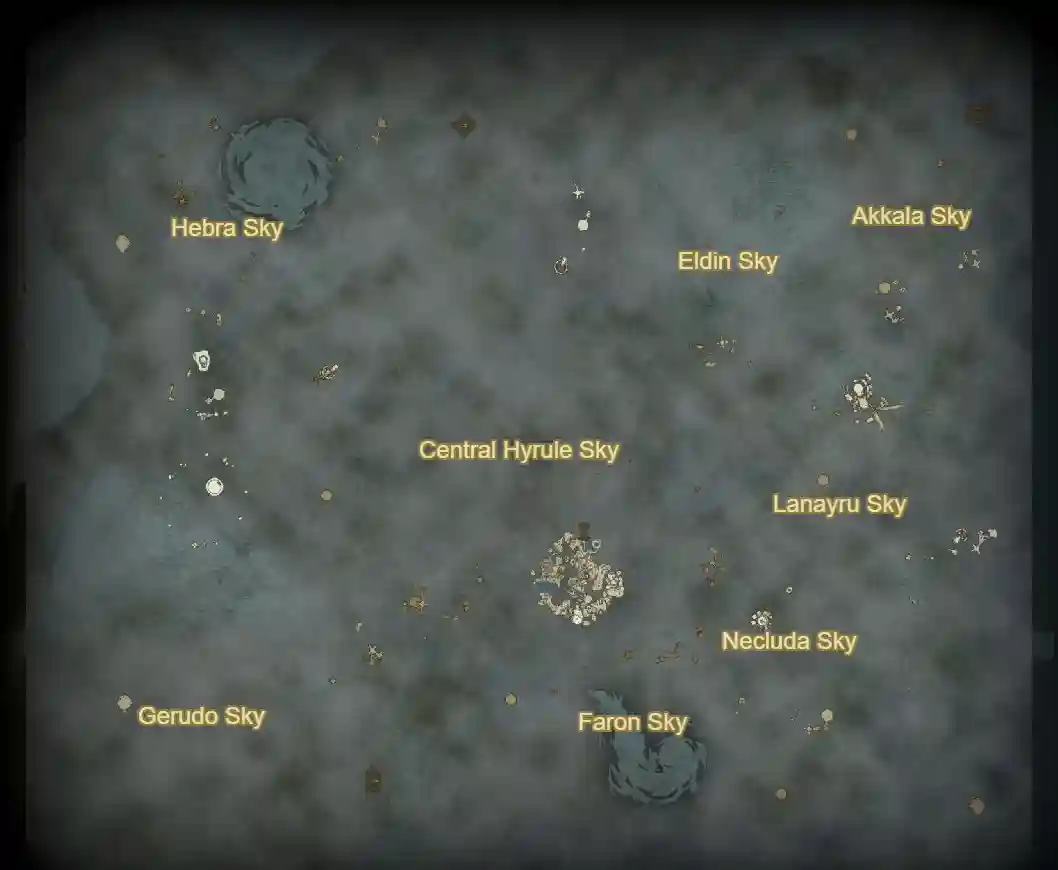 Akkala Sky
Hebra Sky
Eldin Sky
Central Hyrule Sky
Lanayru Sky
Necluda Sky
Gerudo Sky
Faron Sky